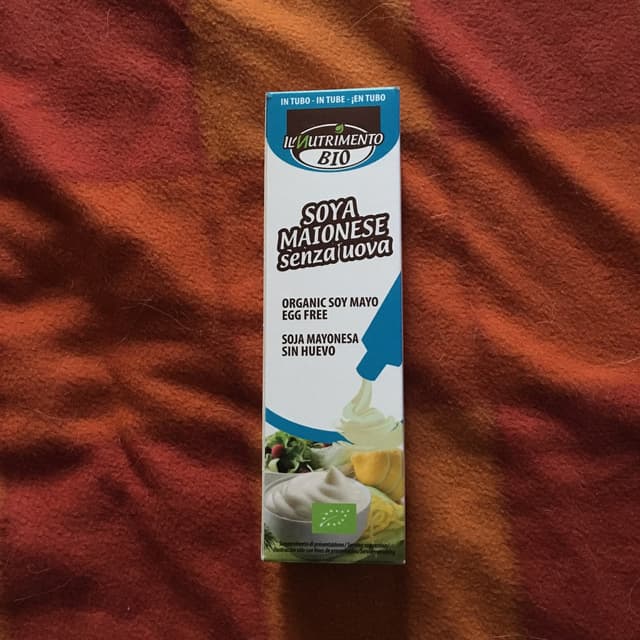 IN TUBO - IN TUBE - ¡EN TUBO
IL NUTRIMENTO
BIO
SOYA
MAIONESE
senza uova
ORGANIC SOY MAYO
EGG FREE
SOJA MAYONESA
SIN HUEVO